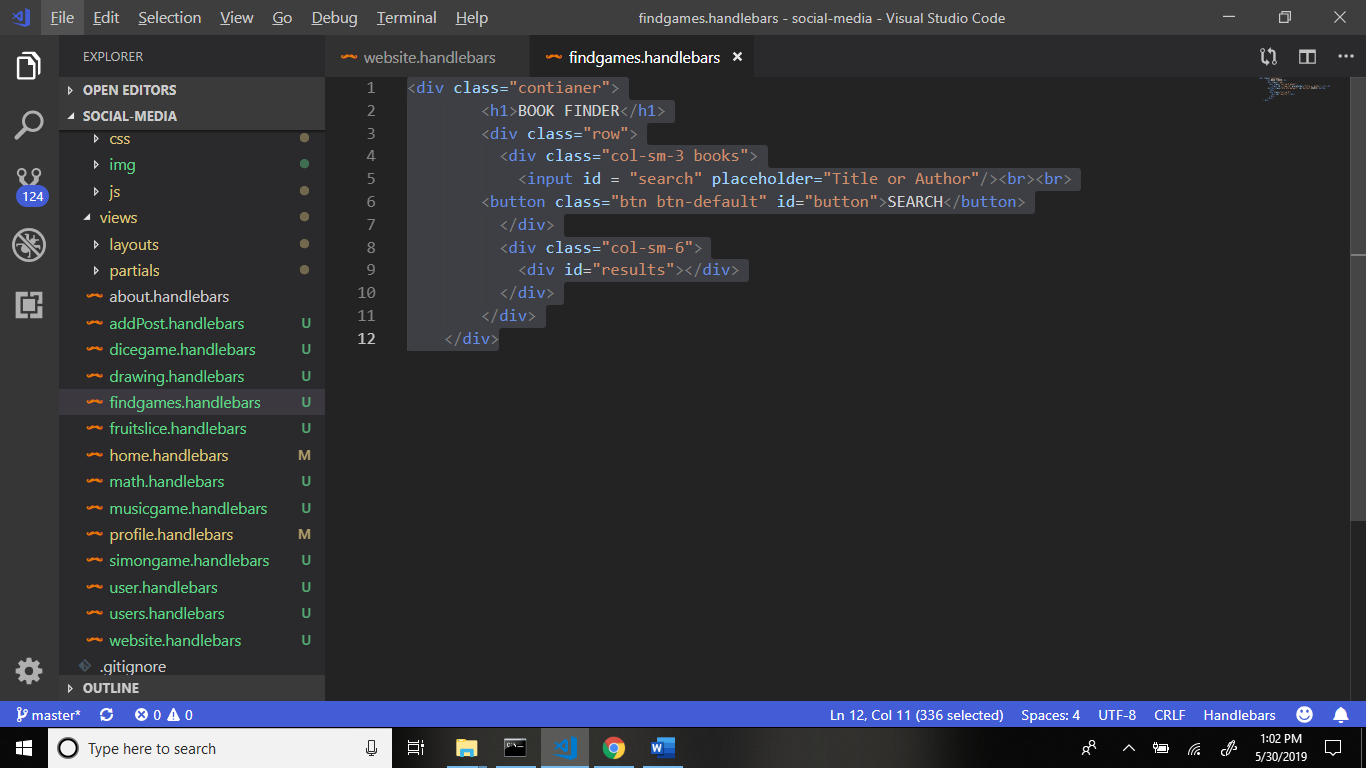 File Edit Selection View Go Debug Terminal Help
findgames.handlebars - social-media - Visual Studio Code
EXPLORER
OPEN EDITORS
SOCIAL-MEDIA
css
img
js
124
views
layouts
partials
about.handlebars
addPost.handlebars U
dicegame.handlebars U
drawing.handlebars U
findgames.handlebars U
fruitslice.handlebars U
home.handlebars M
math.handlebars U
musicgame.handlebars U
profile.handlebars M
simongame.handlebars U
user.handlebars U
users.handlebars U
website.handlebars U
.gitignore
OUTLINE
website.handlebars findgames.handlebars
1 <div class="contianer">
2 <h1>BOOK FINDER</h1>
3 <div class="row">
4 <div class="col-sm-3 books">
5 <input id = "search" placeholder="Title or Author"/><br><br>
6 <button class="btn btn-default" id="button">SEARCH</button>
7 </div>
8 <div class="col-sm-6">
9 <div id="results"></div>
10 </div>
11 </div>
12 </div>
master* 0 0 Ln 12, Col 11 (336 selected) Spaces: 4 UTF-8 CRLF Handlebars
Type here to search
1:02 PM
5/30/2019